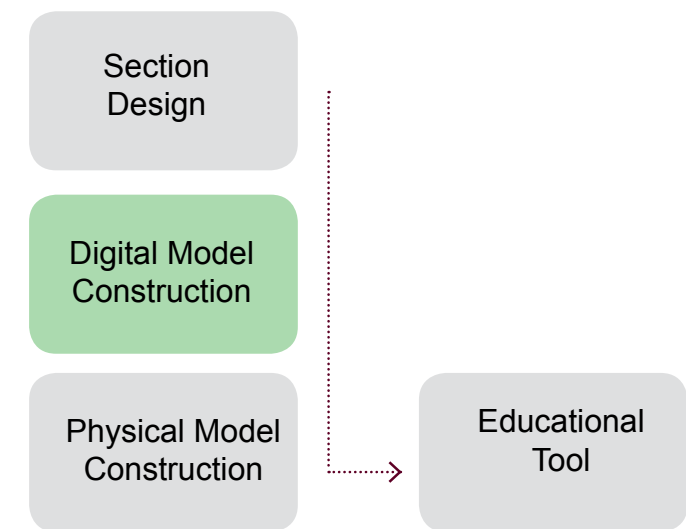 Section
Design
Digital Model
Construction
Physical Model
Construction
Educational
Tool